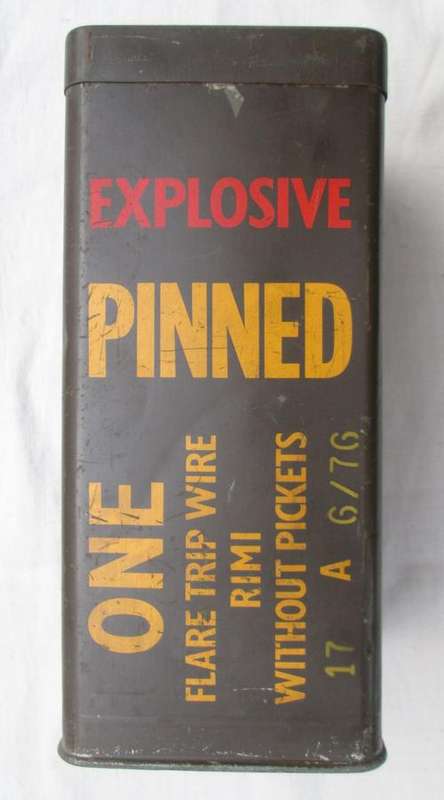 EXPLOSIVE
PINNED
ONE
FLARE TRIP WIRE
RIMI
WITHOUT PICKETS
17 A 6/76